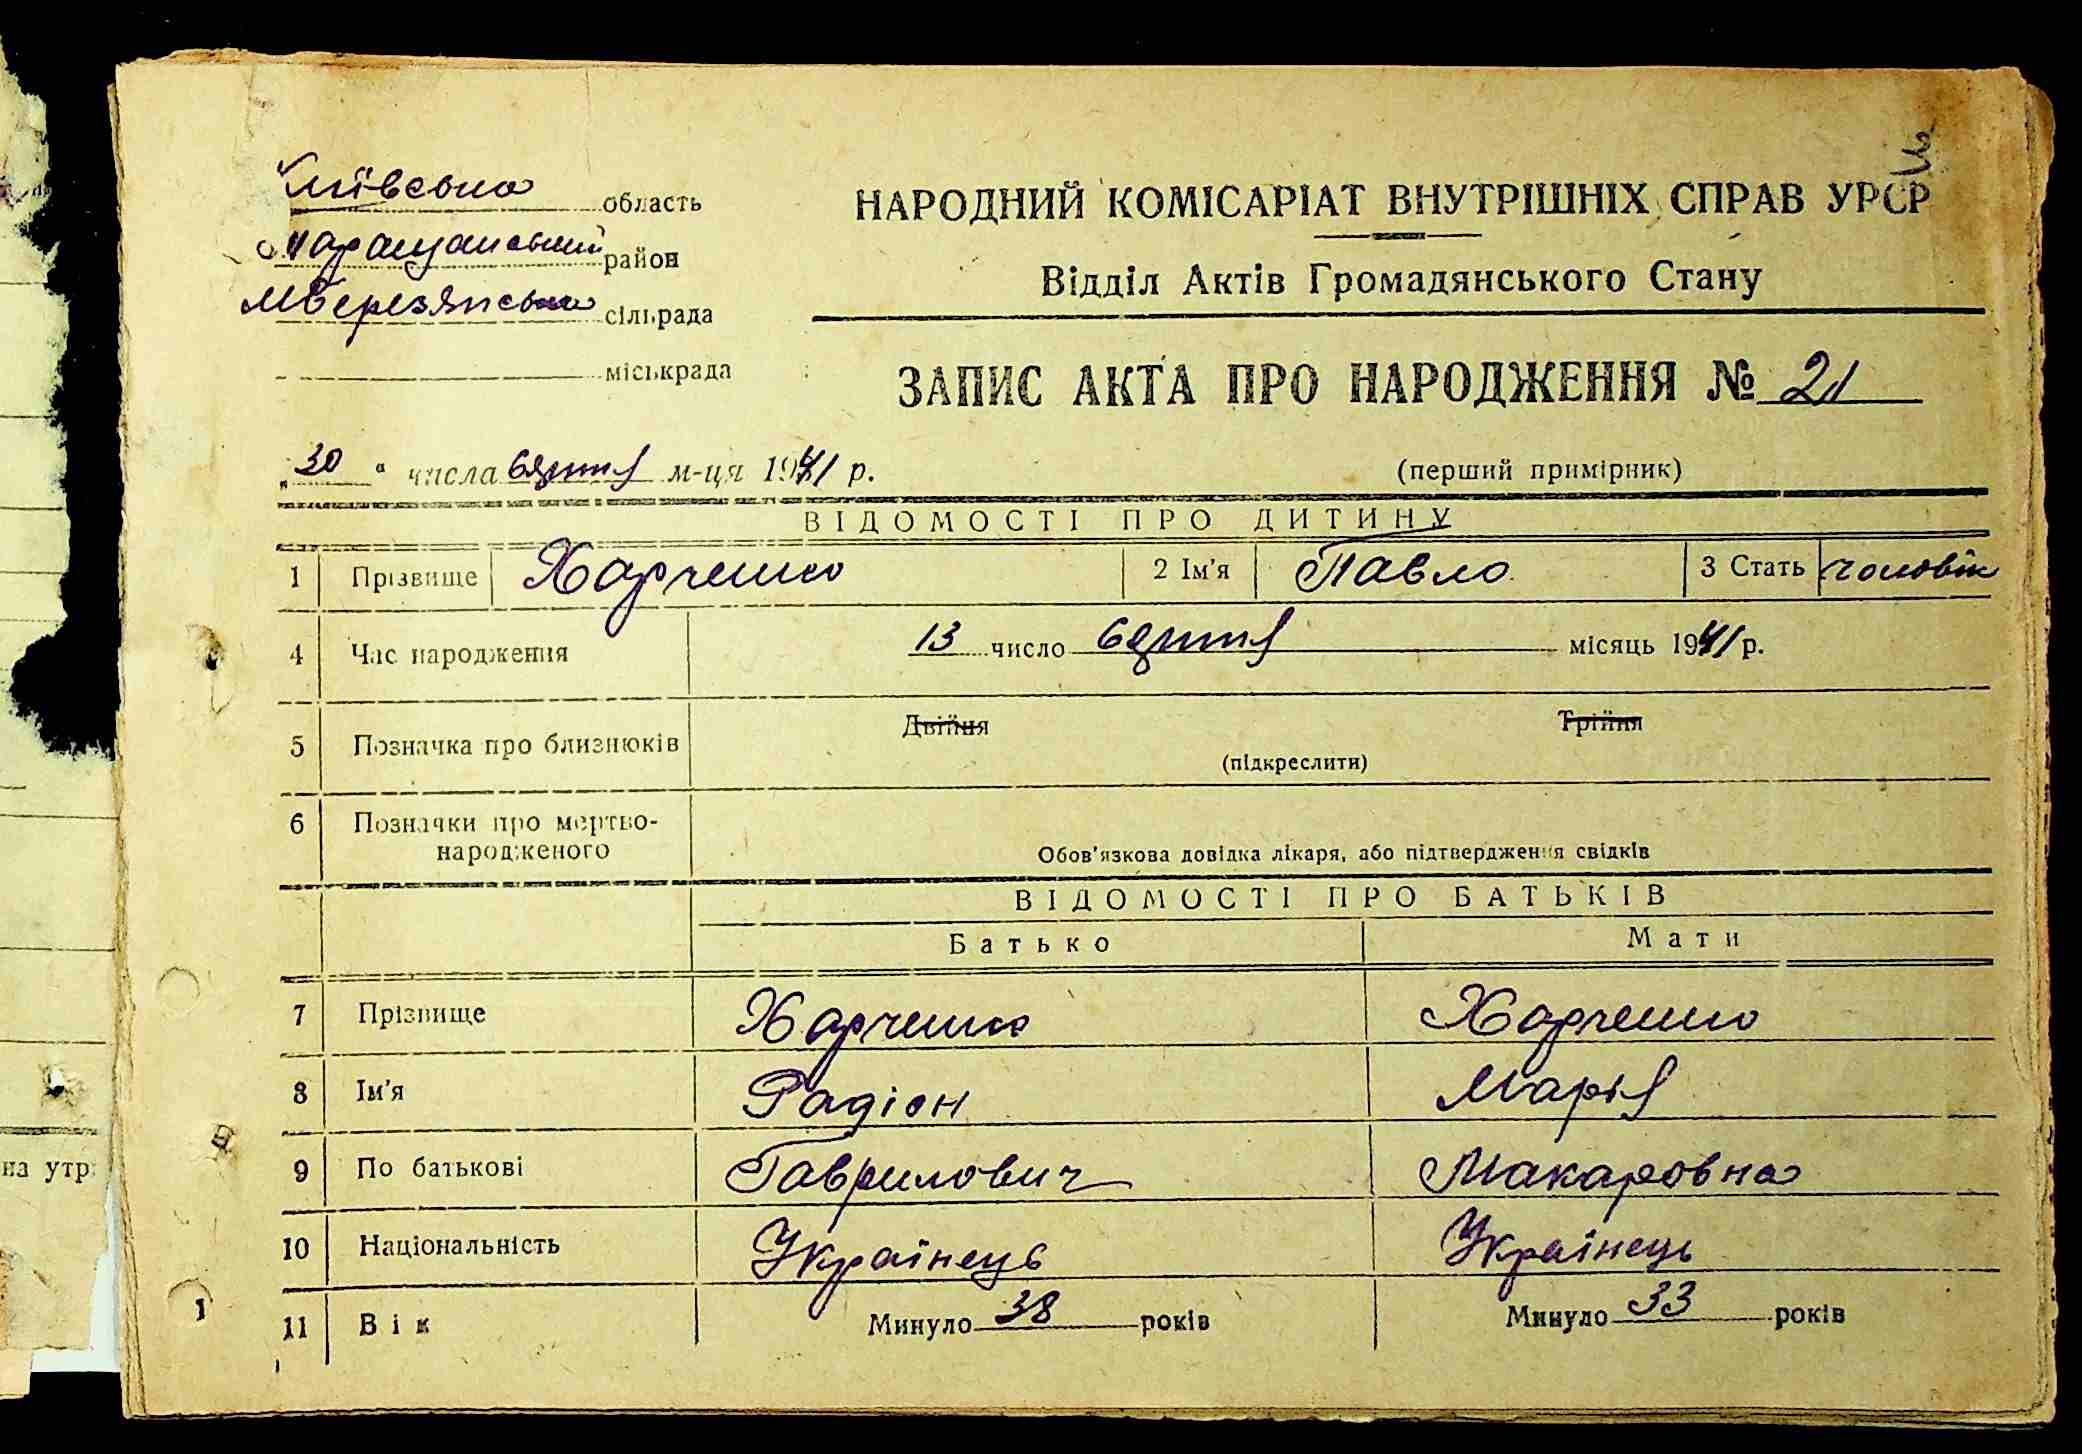 Київська область
Таращанський район
МБерезянська сільрада
міськрада
НАРОДНИЙ КОМІСАРІАТ ВНУТРІШНІХ СПРАВ УРСР
Відділ Актів Громадянського Стану
ЗАПИС АКТА ПРО НАРОДЖЕННЯ № 21
„30“ числа м-ця 1941 р.
(перший примірник)
ВІДОМОСТІ ПРО ДИТИНУ
1 Прізвище Харченко 2 Ім'я Павло 3 Стать чоловік
4 Час народження 13 число місяць 1941 р.
5 Позначка про близнюків Двійня Трійня
(підкреслити)
6 Позначки про мертво-
народженого
Обов'язкова довідка лікаря, або підтвердження свідків
ВІДОМОСТІ ПРО БАТЬКІВ
Батько Мати
7 Прізвище Харченко Харченко
8 Ім'я Радіон Марія
9 По батькові Гаврилович Макаровна
10 Національність Українець Українець
11 Вік Минуло 38 років Минуло 33 років
1
на утр